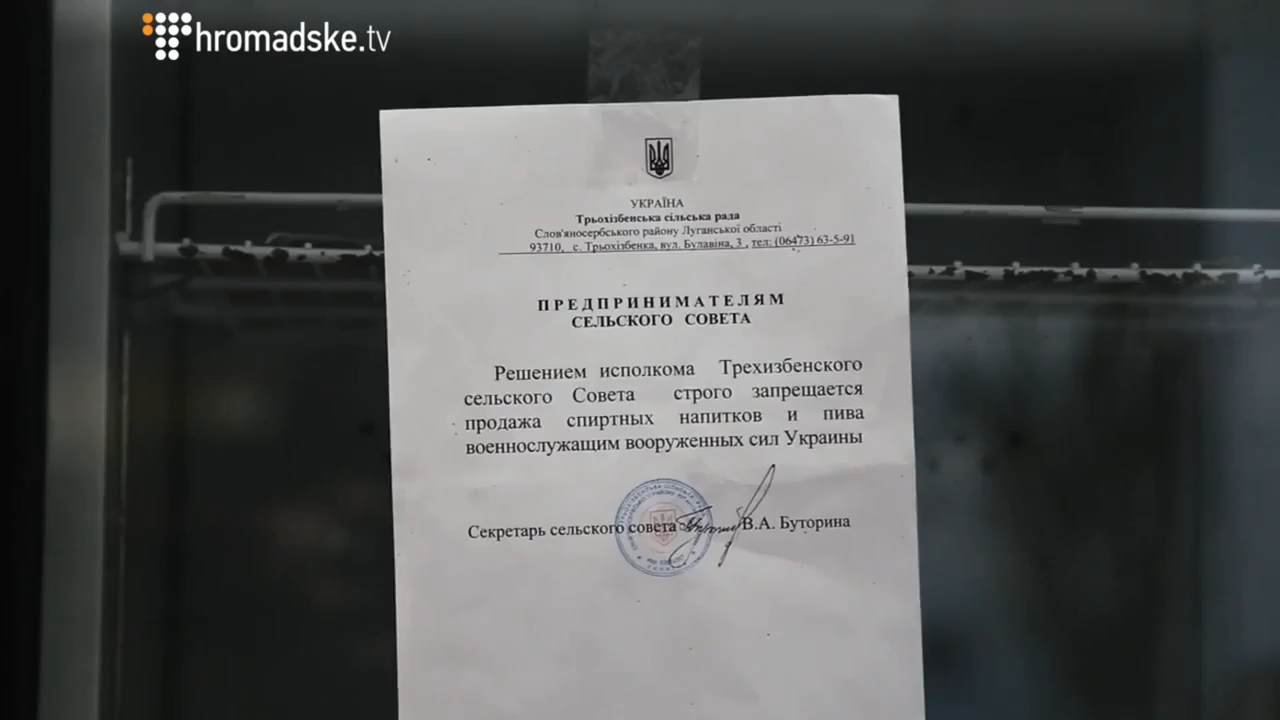 hromadske.tv
УКРАЇНА
Трьохізбенська сільська рада
Слов'яносербського району Луганської області
93710, с. Трьохізбенка, вул. Булавіна, 3 , тел: (06473) 63-5-91
ПРЕДПРИНИМАТЕЛЯМ
СЕЛЬСКОГО СОВЕТА
Решением исполкома Трехизбенского
сельского Совета строго запрещается
продажа спиртных напитков и пива
военнослужащим вооруженных сил Украины
Секретарь сельского совета В.А. Буторина